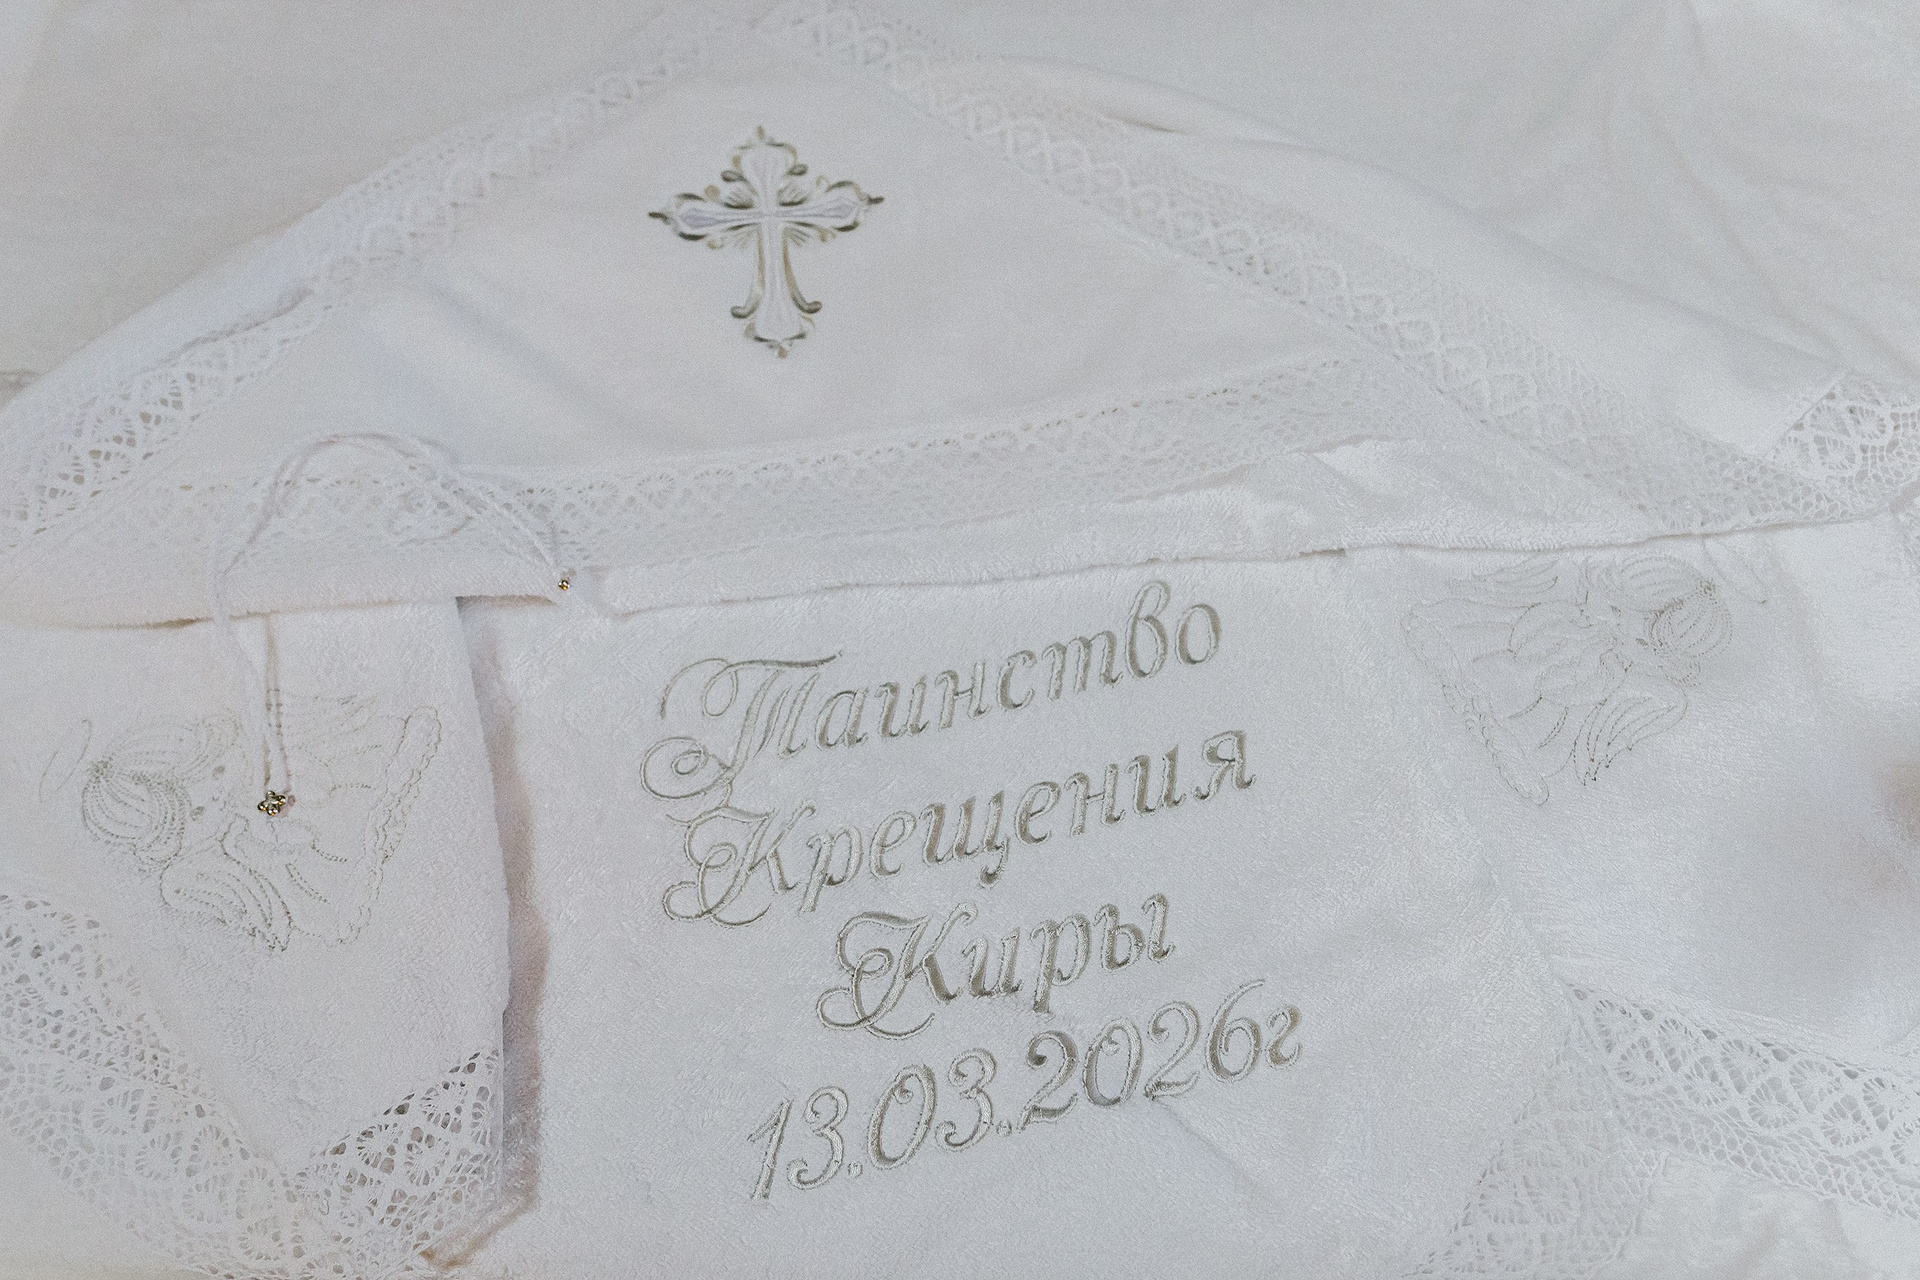 Таинство
Крещения
Киры
13.03.2026г